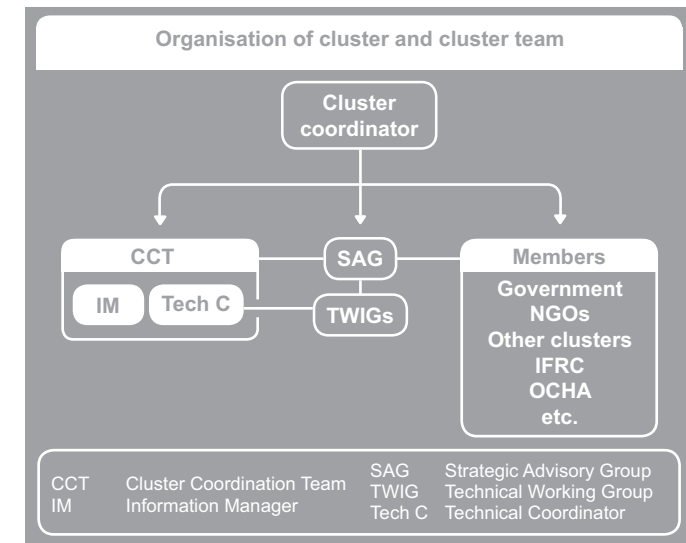 Organisation of cluster and cluster team
Cluster
coordinator
CCT
IM
Tech C
SAG
TWIGs
Members
Government
NGOs
Other clusters
IFRC
OCHA
etc.
CCT Cluster Coordination Team
IM Information Manager
SAG Strategic Advisory Group
TWIG Technical Working Group
Tech C Technical Coordinator